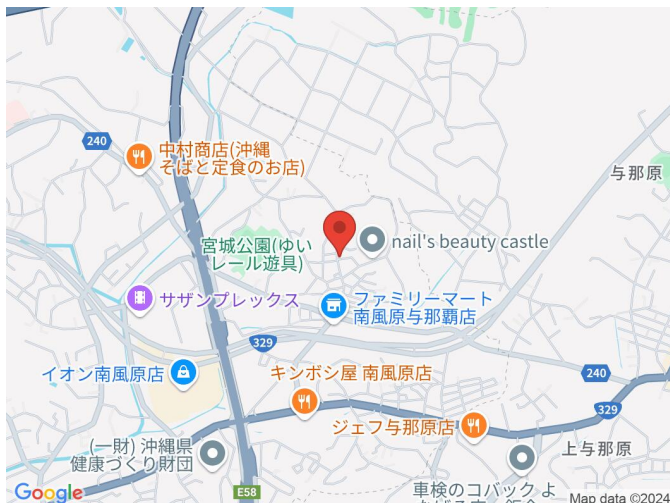 240
中村商店(沖縄
そばと定食のお店)
与那原
宮城公園(ゆい
レール遊具)
nail's beauty castle
サザンプレックス
ファミリーマート
南風原与那覇店
329
イオン南風原店
キンボシ屋 南風原店
240
329
ジェフ与那原店
(一財) 沖縄県
健康づくり財団
上与那原
車検のコバック よ
E58
Google
Map data ©2024